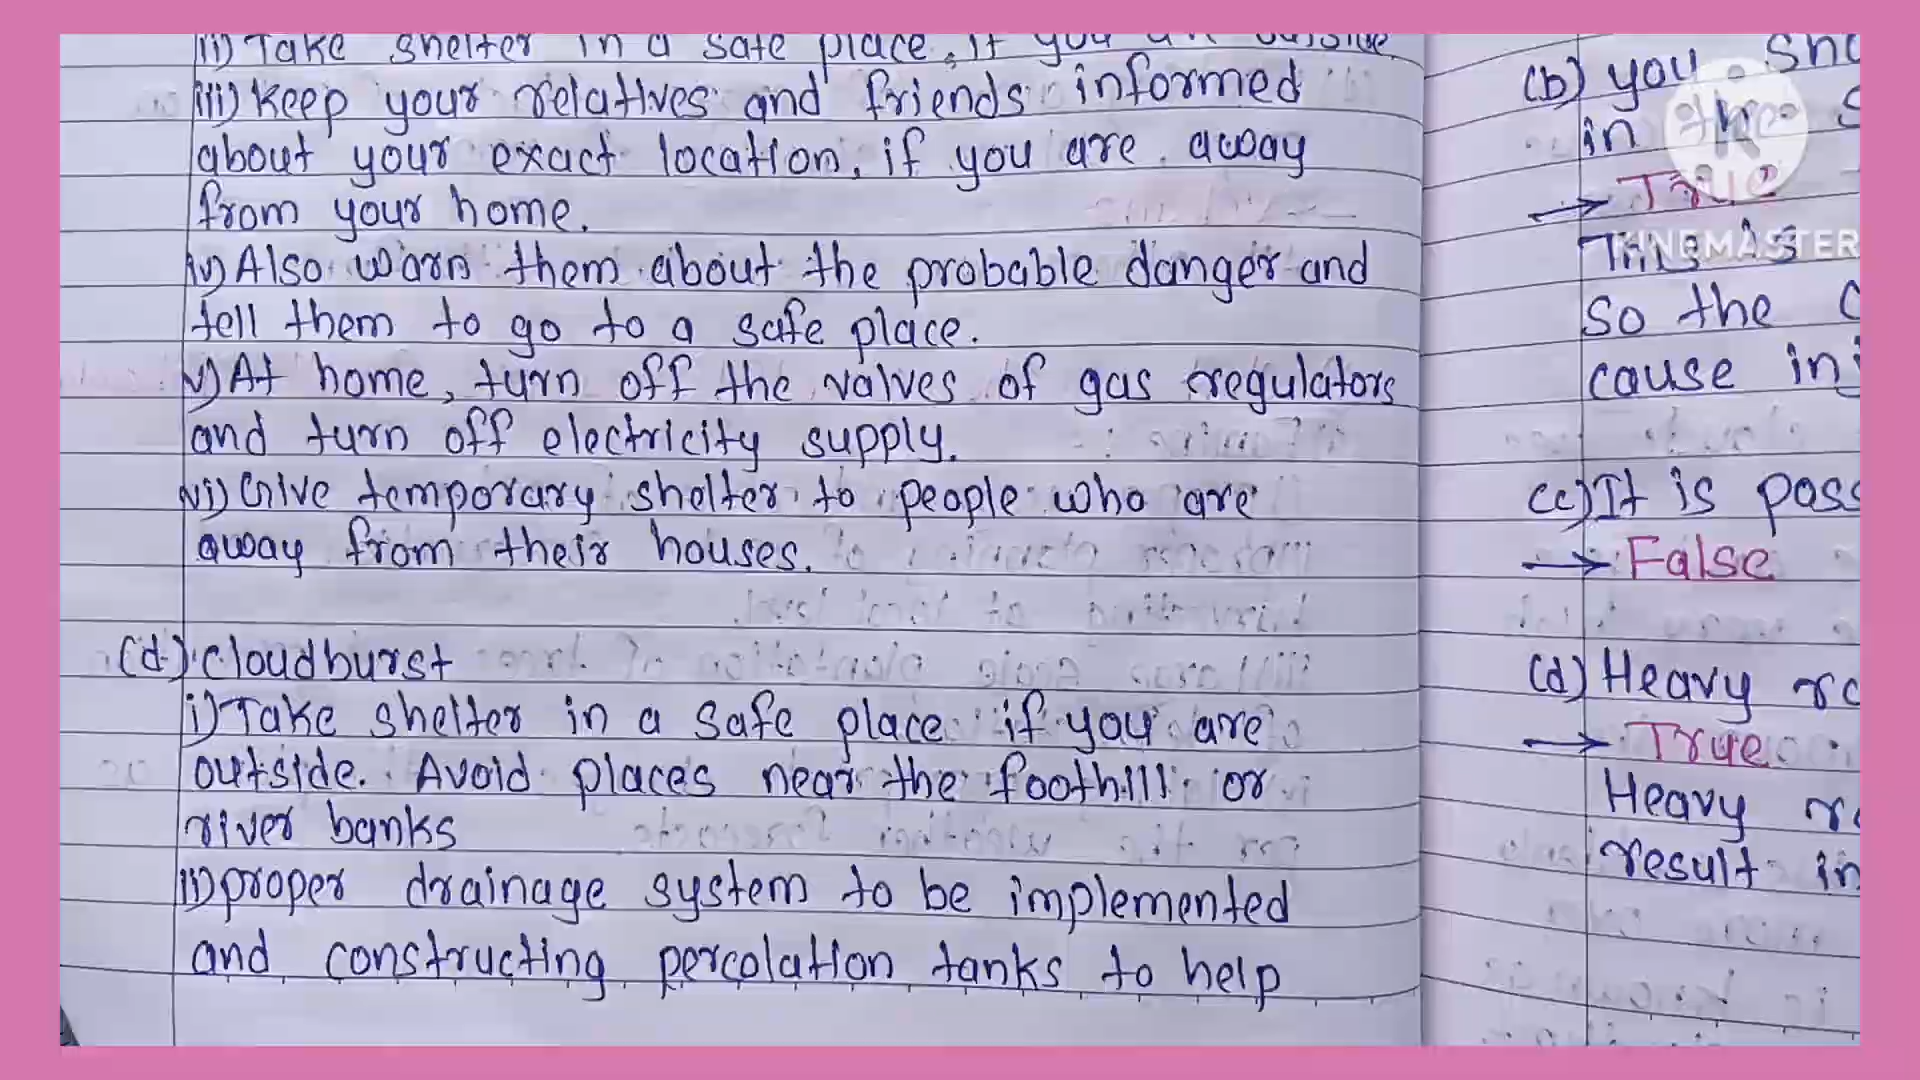 ii) Take shelter in a safe place, if you are outside
iii) Keep your relatives and friends informed
about your exact location, if you are away
from your home.
iv) Also warn them about the probable danger and
tell them to go to a safe place.
v) At home, turn off the valves of gas regulators
and turn off electricity supply.
vi) Give temporary shelter to people who are
away from their houses.
(d) cloudburst
i) Take shelter in a safe place if you are
outside. Avoid places near the foothill or
river banks
ii) proper drainage system to be implemented
and constructing percolation tanks to help
(b) you
in the
→ True
This is
so the
cause
(c) It is
→ False
(d) Heavy
→ True
Heavy
result in
KINEMASTER